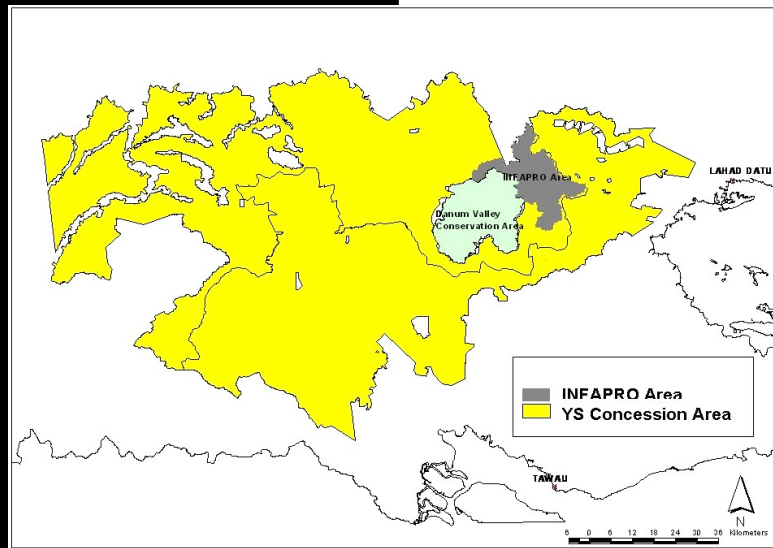 LAHAD DATU
INFAPRO Area
Danum Valley
Conservation Area
INFAPRO Area
YS Concession Area
TAWAU
N
6 0 6 12 18 24 30 36 Kilometers